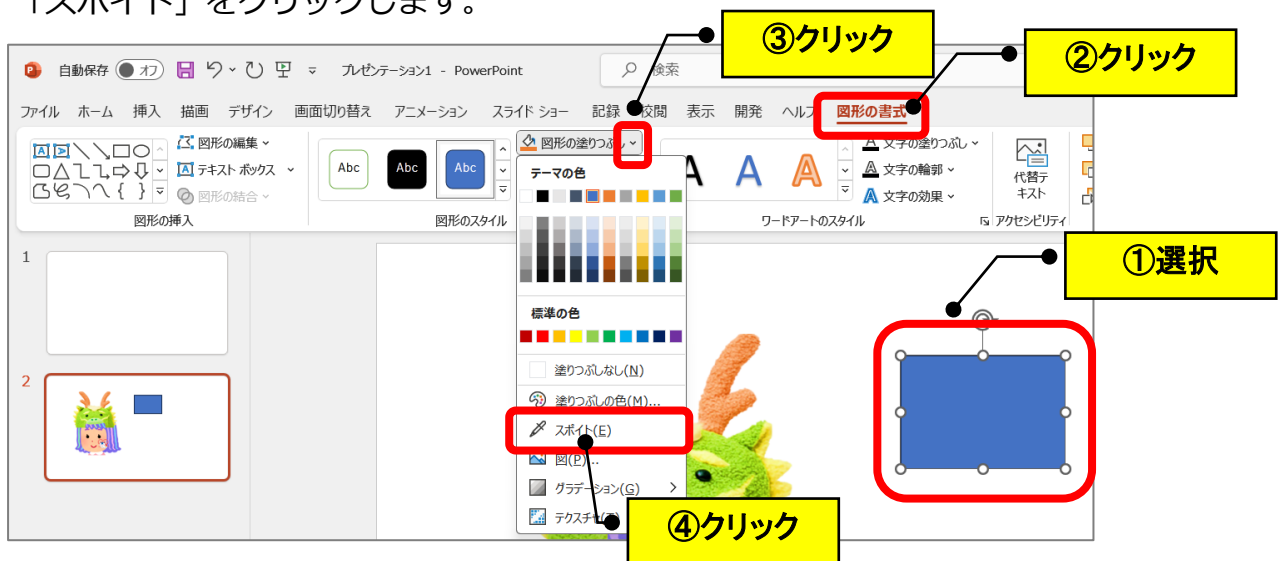 「スポイト」をクリックします。
③クリック
②クリック
自動保存 オフ プレゼンテーション1 - PowerPoint 検索
ファイル ホーム 挿入 描画 デザイン 画面切り替え アニメーション スライド ショー 記録 校閲 表示 開発 ヘルプ 図形の書式
図形の編集
テキスト ボックス
図形の結合
図形の挿入
Abc Abc Abc
図形のスタイル
図形の塗りつぶし
A A A
ワードアートのスタイル
A 文字の塗りつぶし
A 文字の輪郭
A 文字の効果
代替テ
キスト
アクセシビリティ
テーマの色
標準の色
塗りつぶしなし(N)
塗りつぶしの色(M)...
スポイト(E)
図(P)...
グラデーション(G)
テクスチャ(T)
1
2
①選択
④クリック